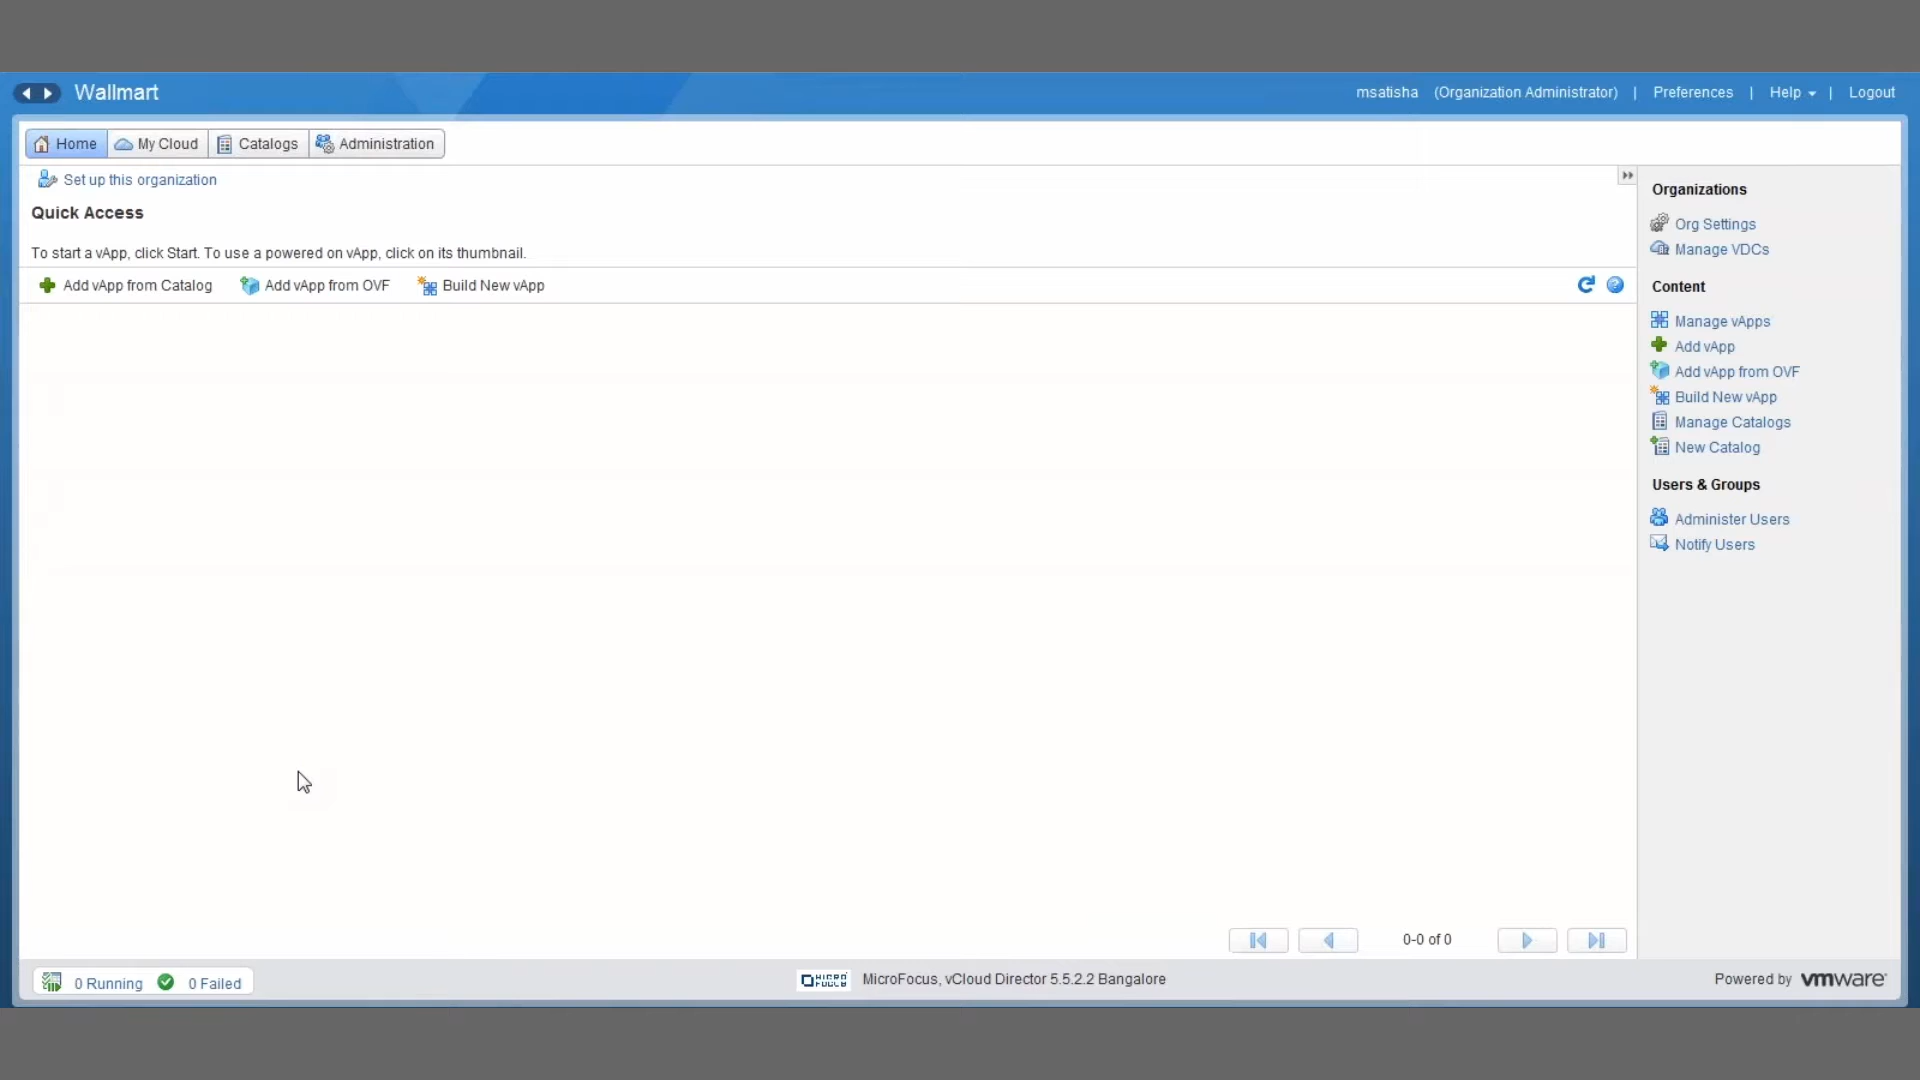 Wallmart
msatisha (Organization Administrator) | Preferences | Help | Logout
Home My Cloud Catalogs Administration
Set up this organization
Quick Access
To start a vApp, click Start. To use a powered on vApp, click on its thumbnail.
Add vApp from Catalog Add vApp from OVF Build New vApp
Organizations
Org Settings
Manage VDCs
Content
Manage vApps
Add vApp
Add vApp from OVF
Build New vApp
Manage Catalogs
New Catalog
Users & Groups
Administer Users
Notify Users
0-0 of 0
0 Running 0 Failed
MICRO
FOCUS
MicroFocus, vCloud Director 5.5.2.2 Bangalore
Powered by vmware